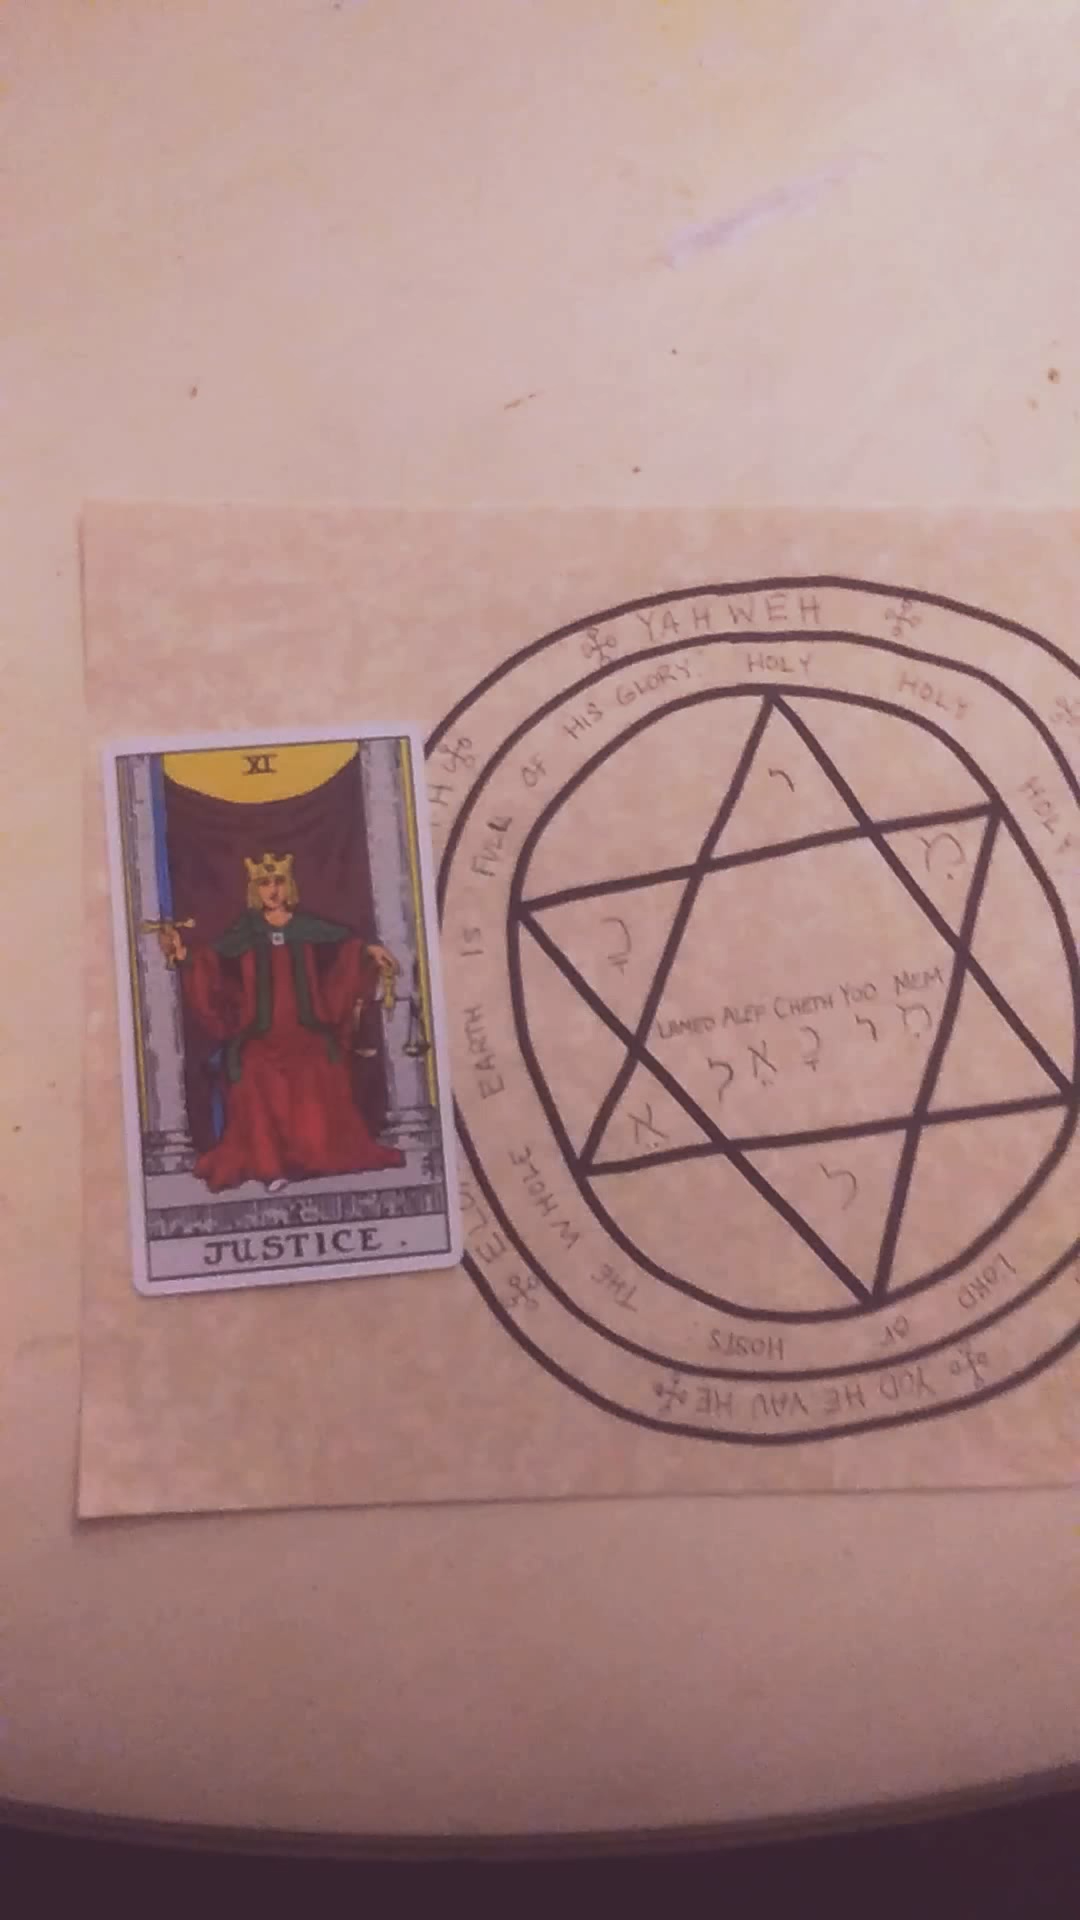 XI
JUSTICE.
YAHWEH
HOLY HOLY HOLY
LORD OF HOSTS
THE WHOLE EARTH IS FULL OF HIS GLORY."
YOD HE VAU HE
LAMED ALEF CHETH YOD MEM
ל
א